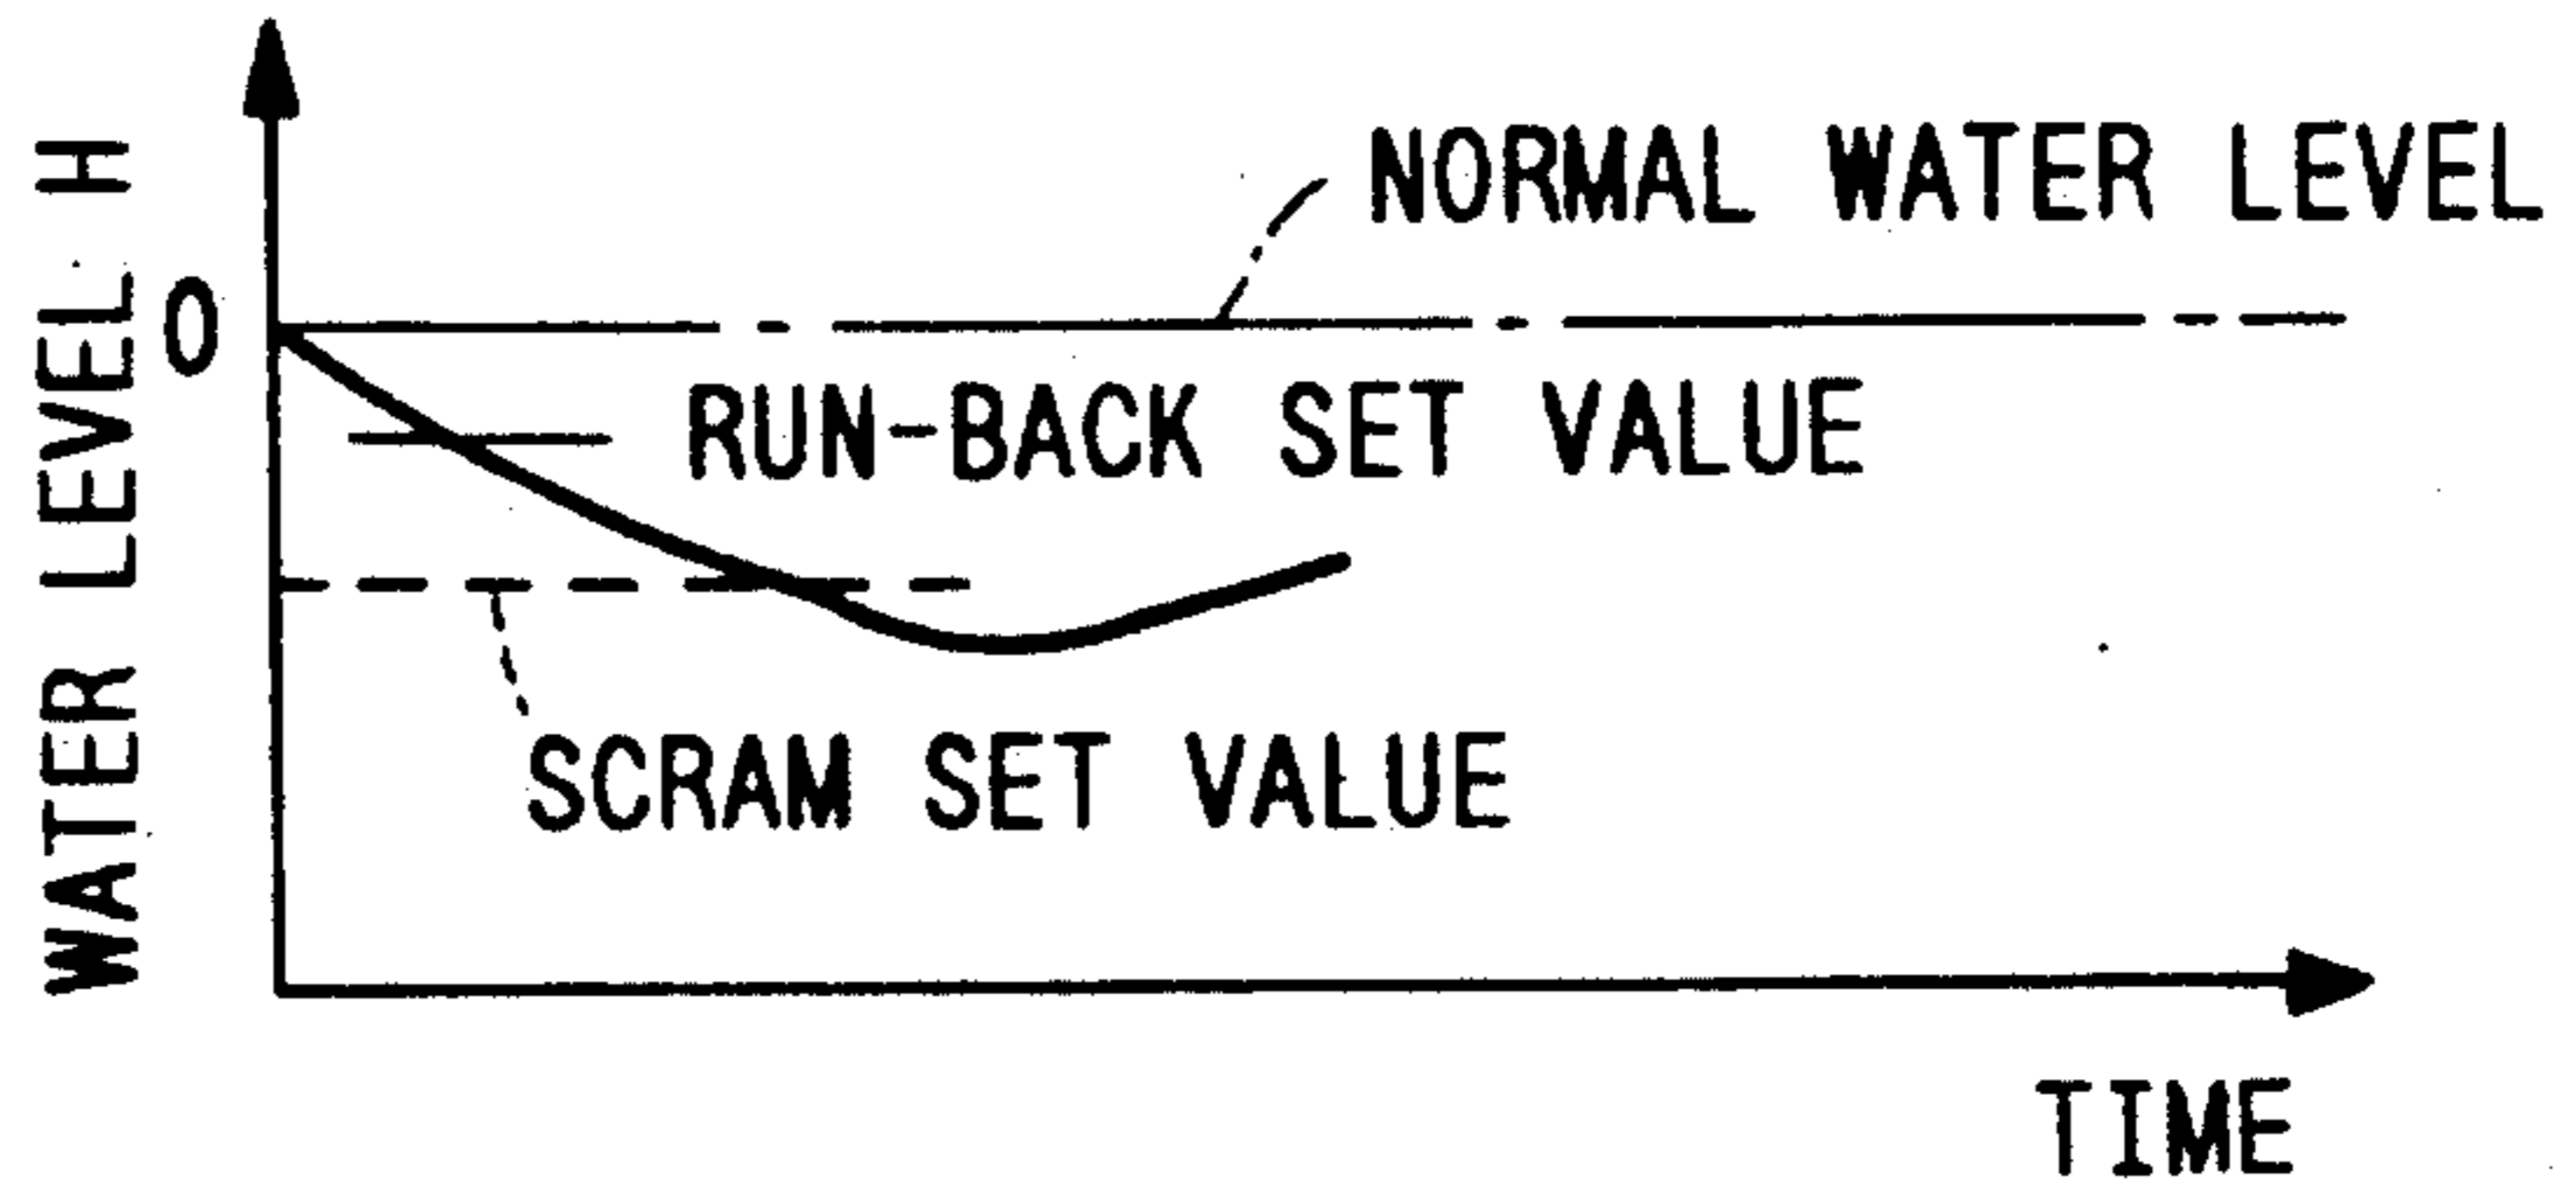 WATER LEVEL H
0
NORMAL WATER LEVEL
RUN-BACK SET VALUE
SCRAM SET VALUE
TIME